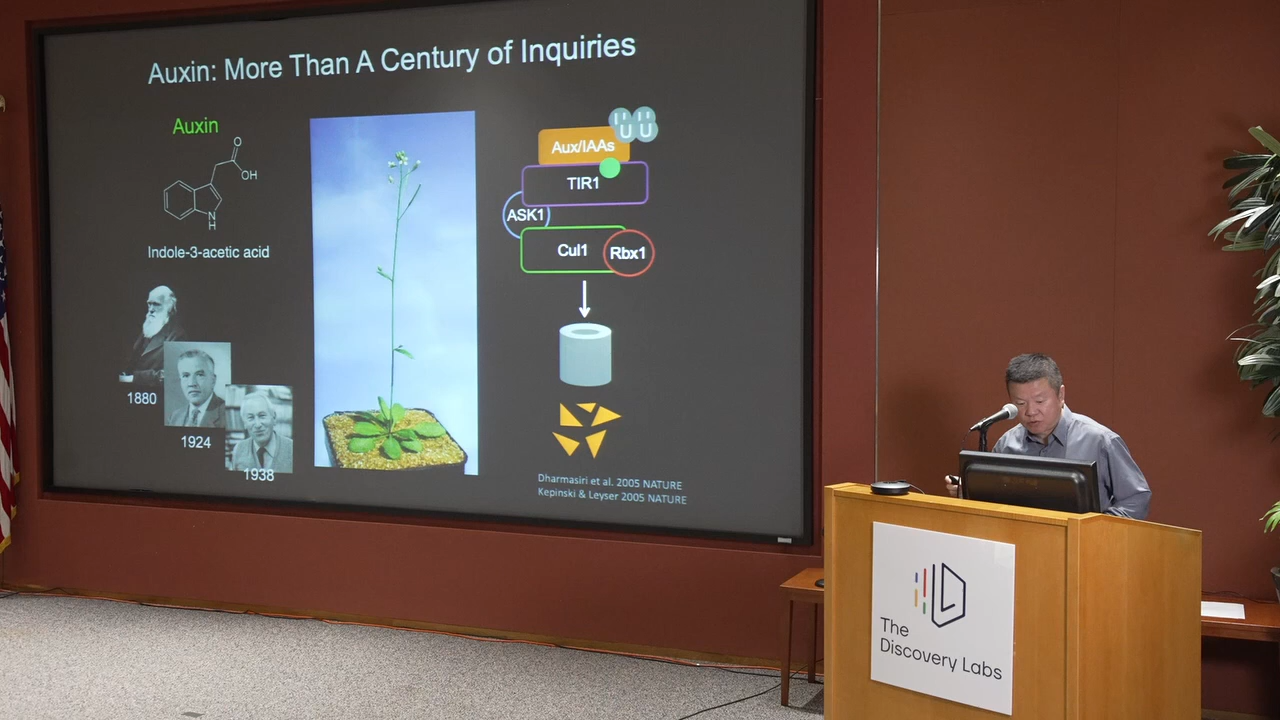 Auxin: More Than A Century of Inquiries
Auxin
O
OH
N
H
Indole-3-acetic acid
1880
1924
1938
U U
Aux/IAAs
TIR1
ASK1
Cul1
Rbx1
Dharmasiri et al. 2005 NATURE
Kepinski & Leyser 2005 NATURE
The
Discovery Labs